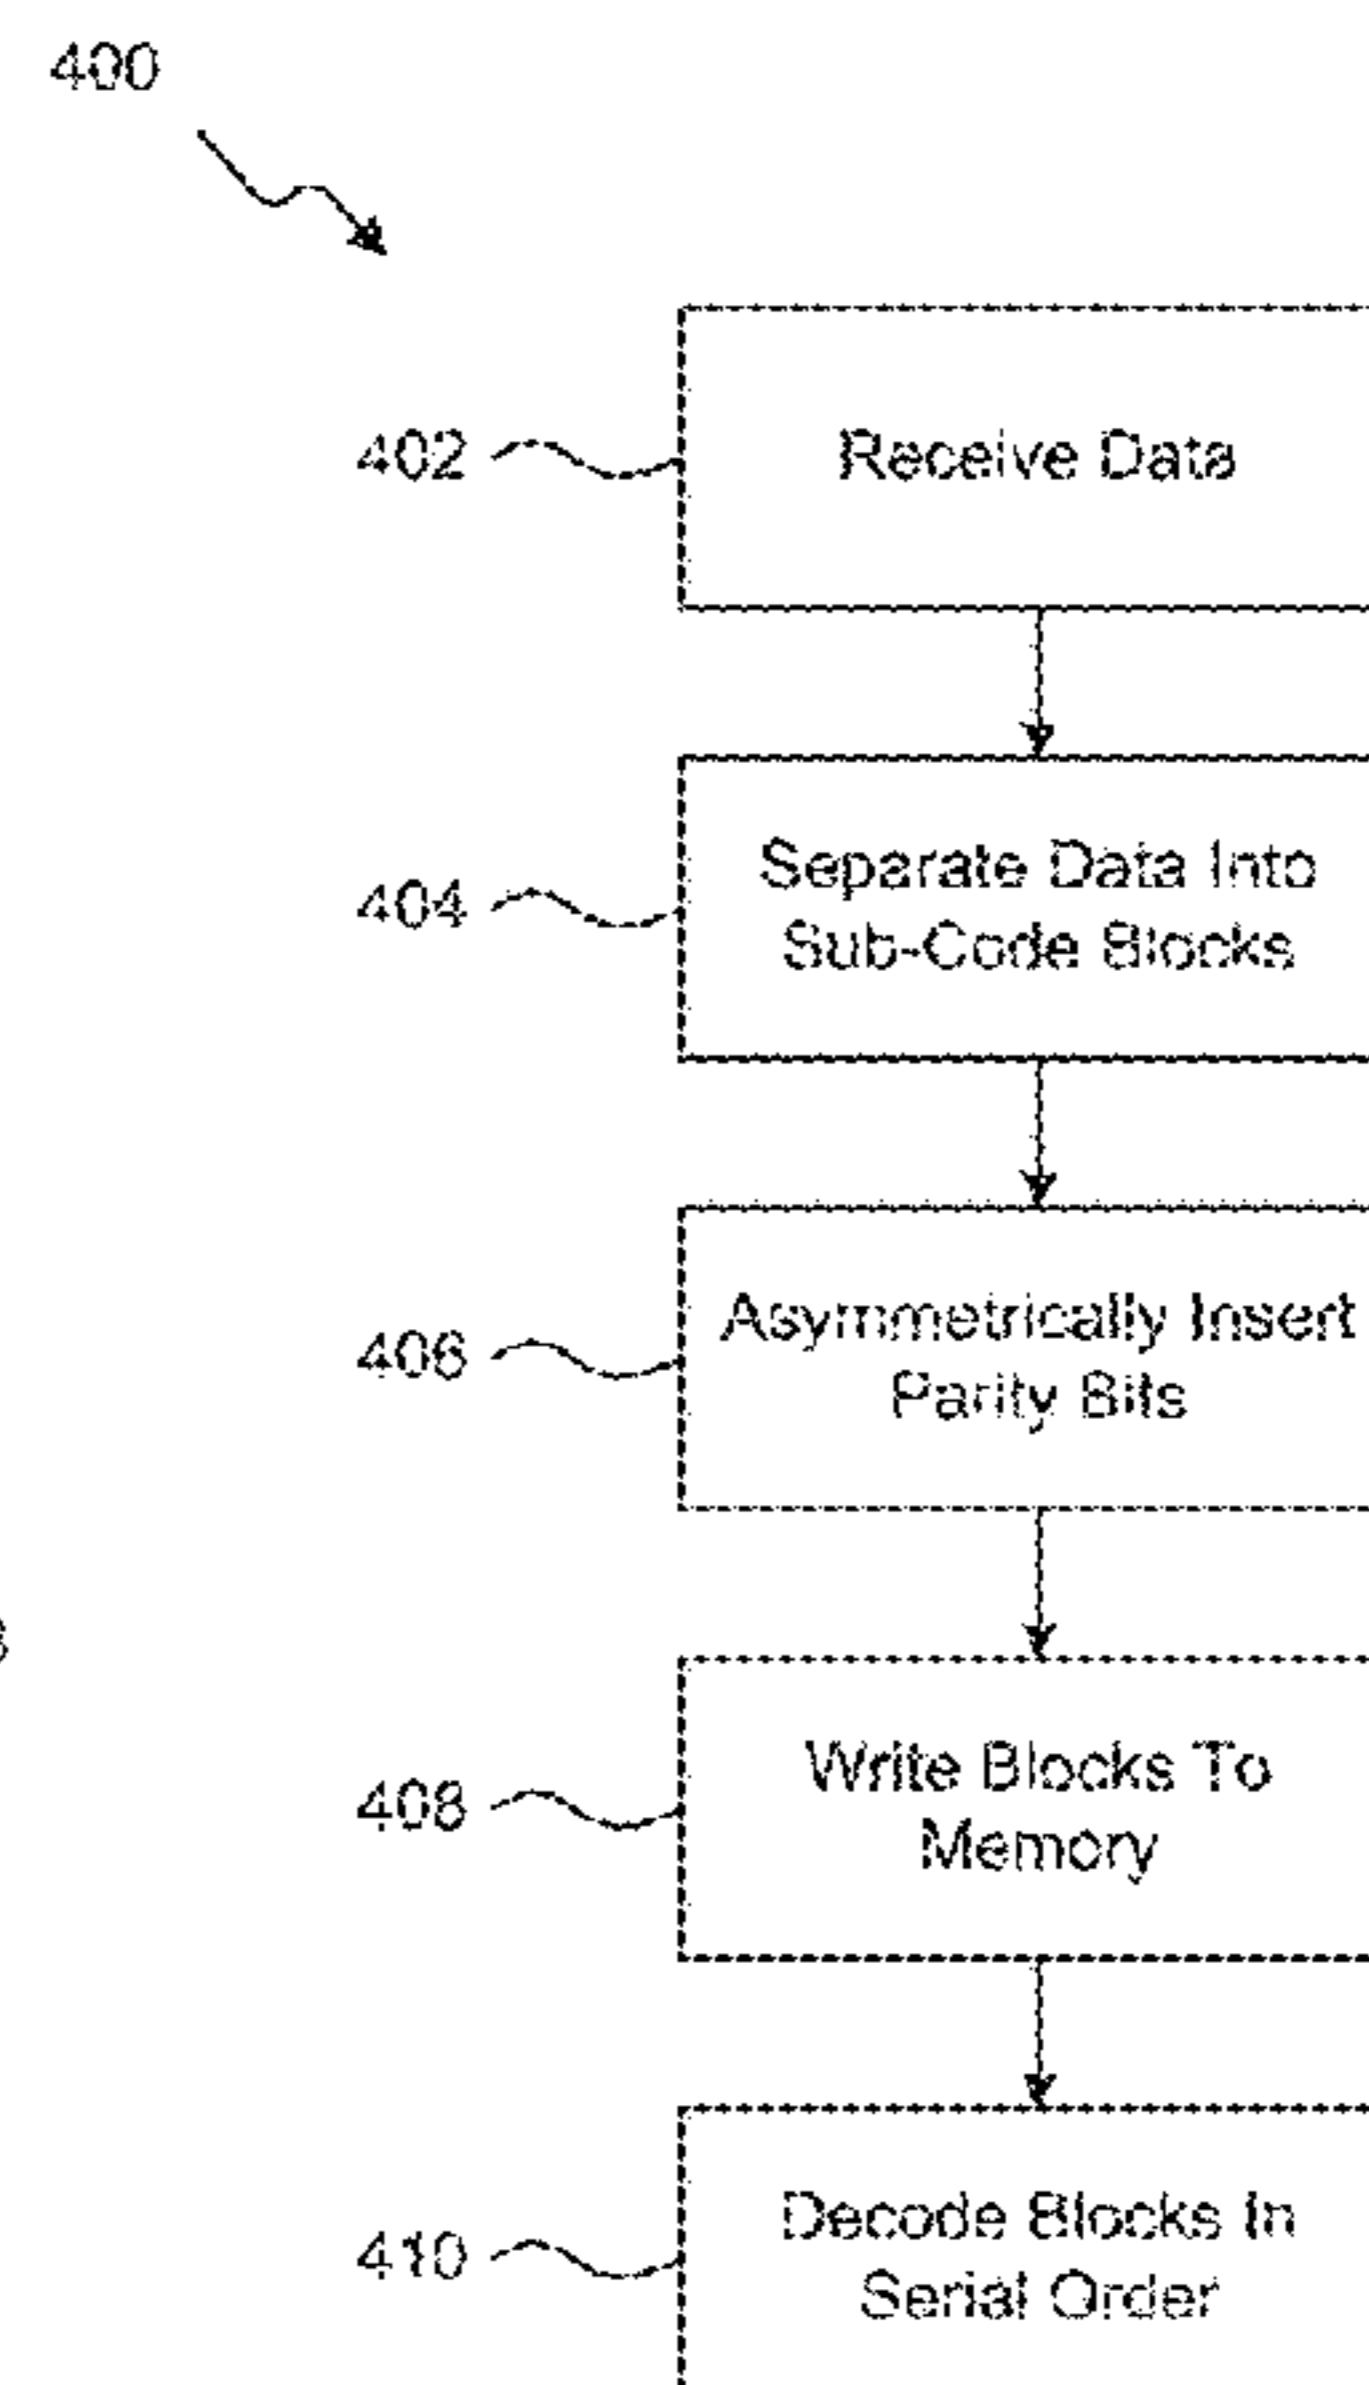 400
402
Receive Data
404
Separate Data Into
Sub-Code Blocks
406
Asymmetrically Insert
Parity Bits
408
Write Blocks To
Memory
410
Decode Blocks In
Serial Order